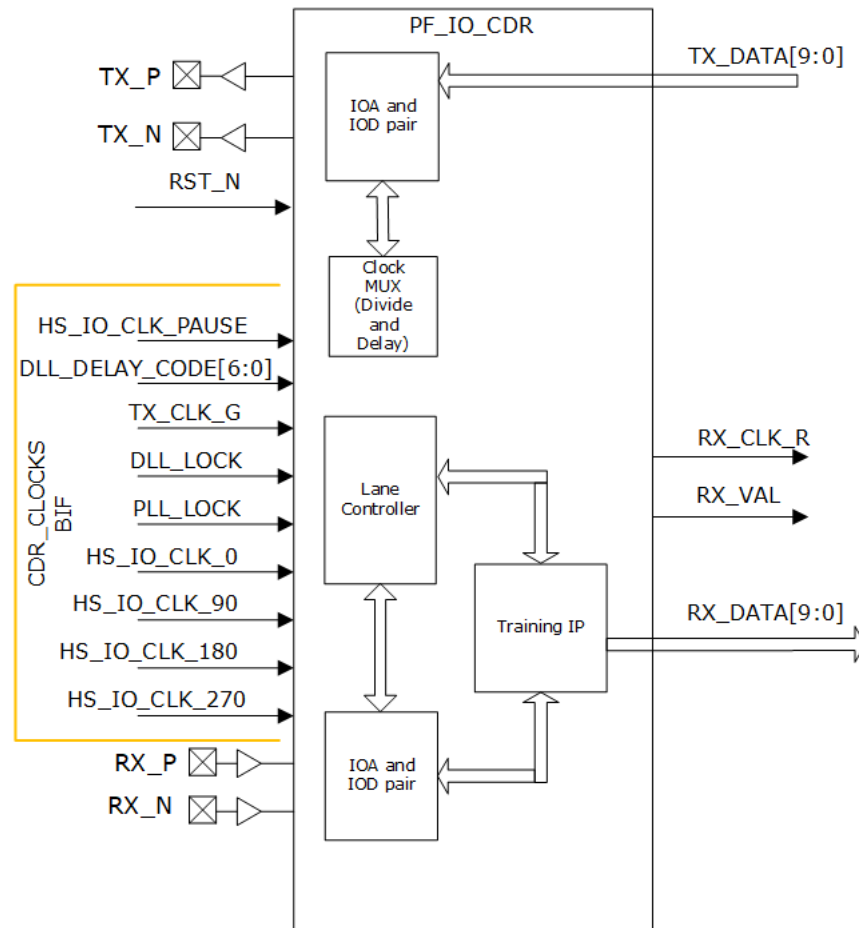 PF_IO_CDR
TX_P
TX_DATA[9:0]
IOA and
IOD pair
TX_N
RST_N
Clock
MUX
(Divide
and
Delay)
HS_IO_CLK_PAUSE
DLL_DELAY_CODE[6:0]
TX_CLK_G
DLL_LOCK
PLL_LOCK
HS_IO_CLK_0
HS_IO_CLK_90
HS_IO_CLK_180
HS_IO_CLK_270
CDR_CLOCKS
BIF
Lane
Controller
RX_CLK_R
RX_VAL
Training IP
RX_DATA[9:0]
RX_P
RX_N
IOA and
IOD pair